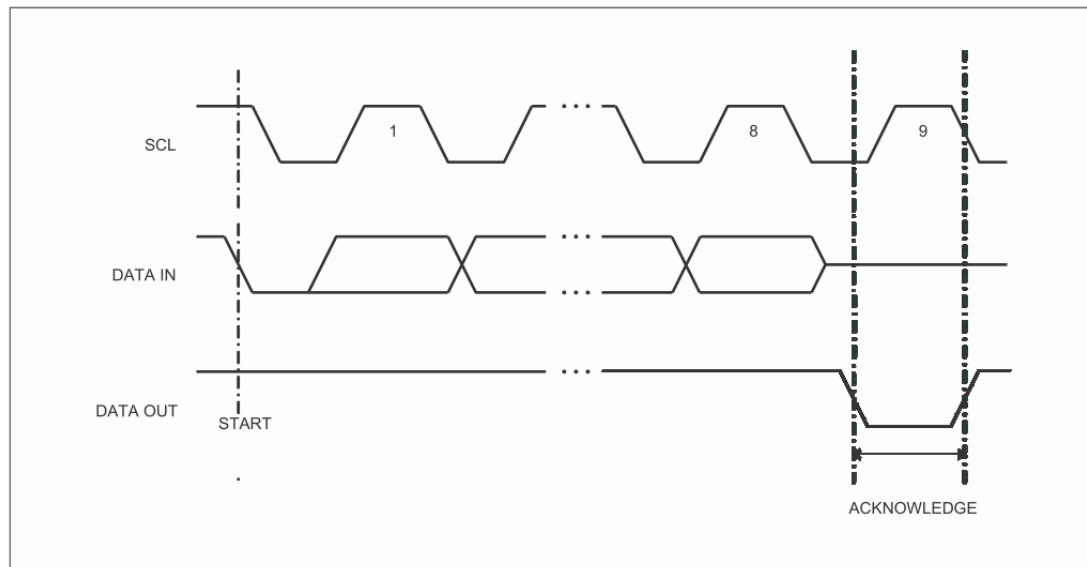 SCL
1
8
9
DATA IN
DATA OUT
START
ACKNOWLEDGE